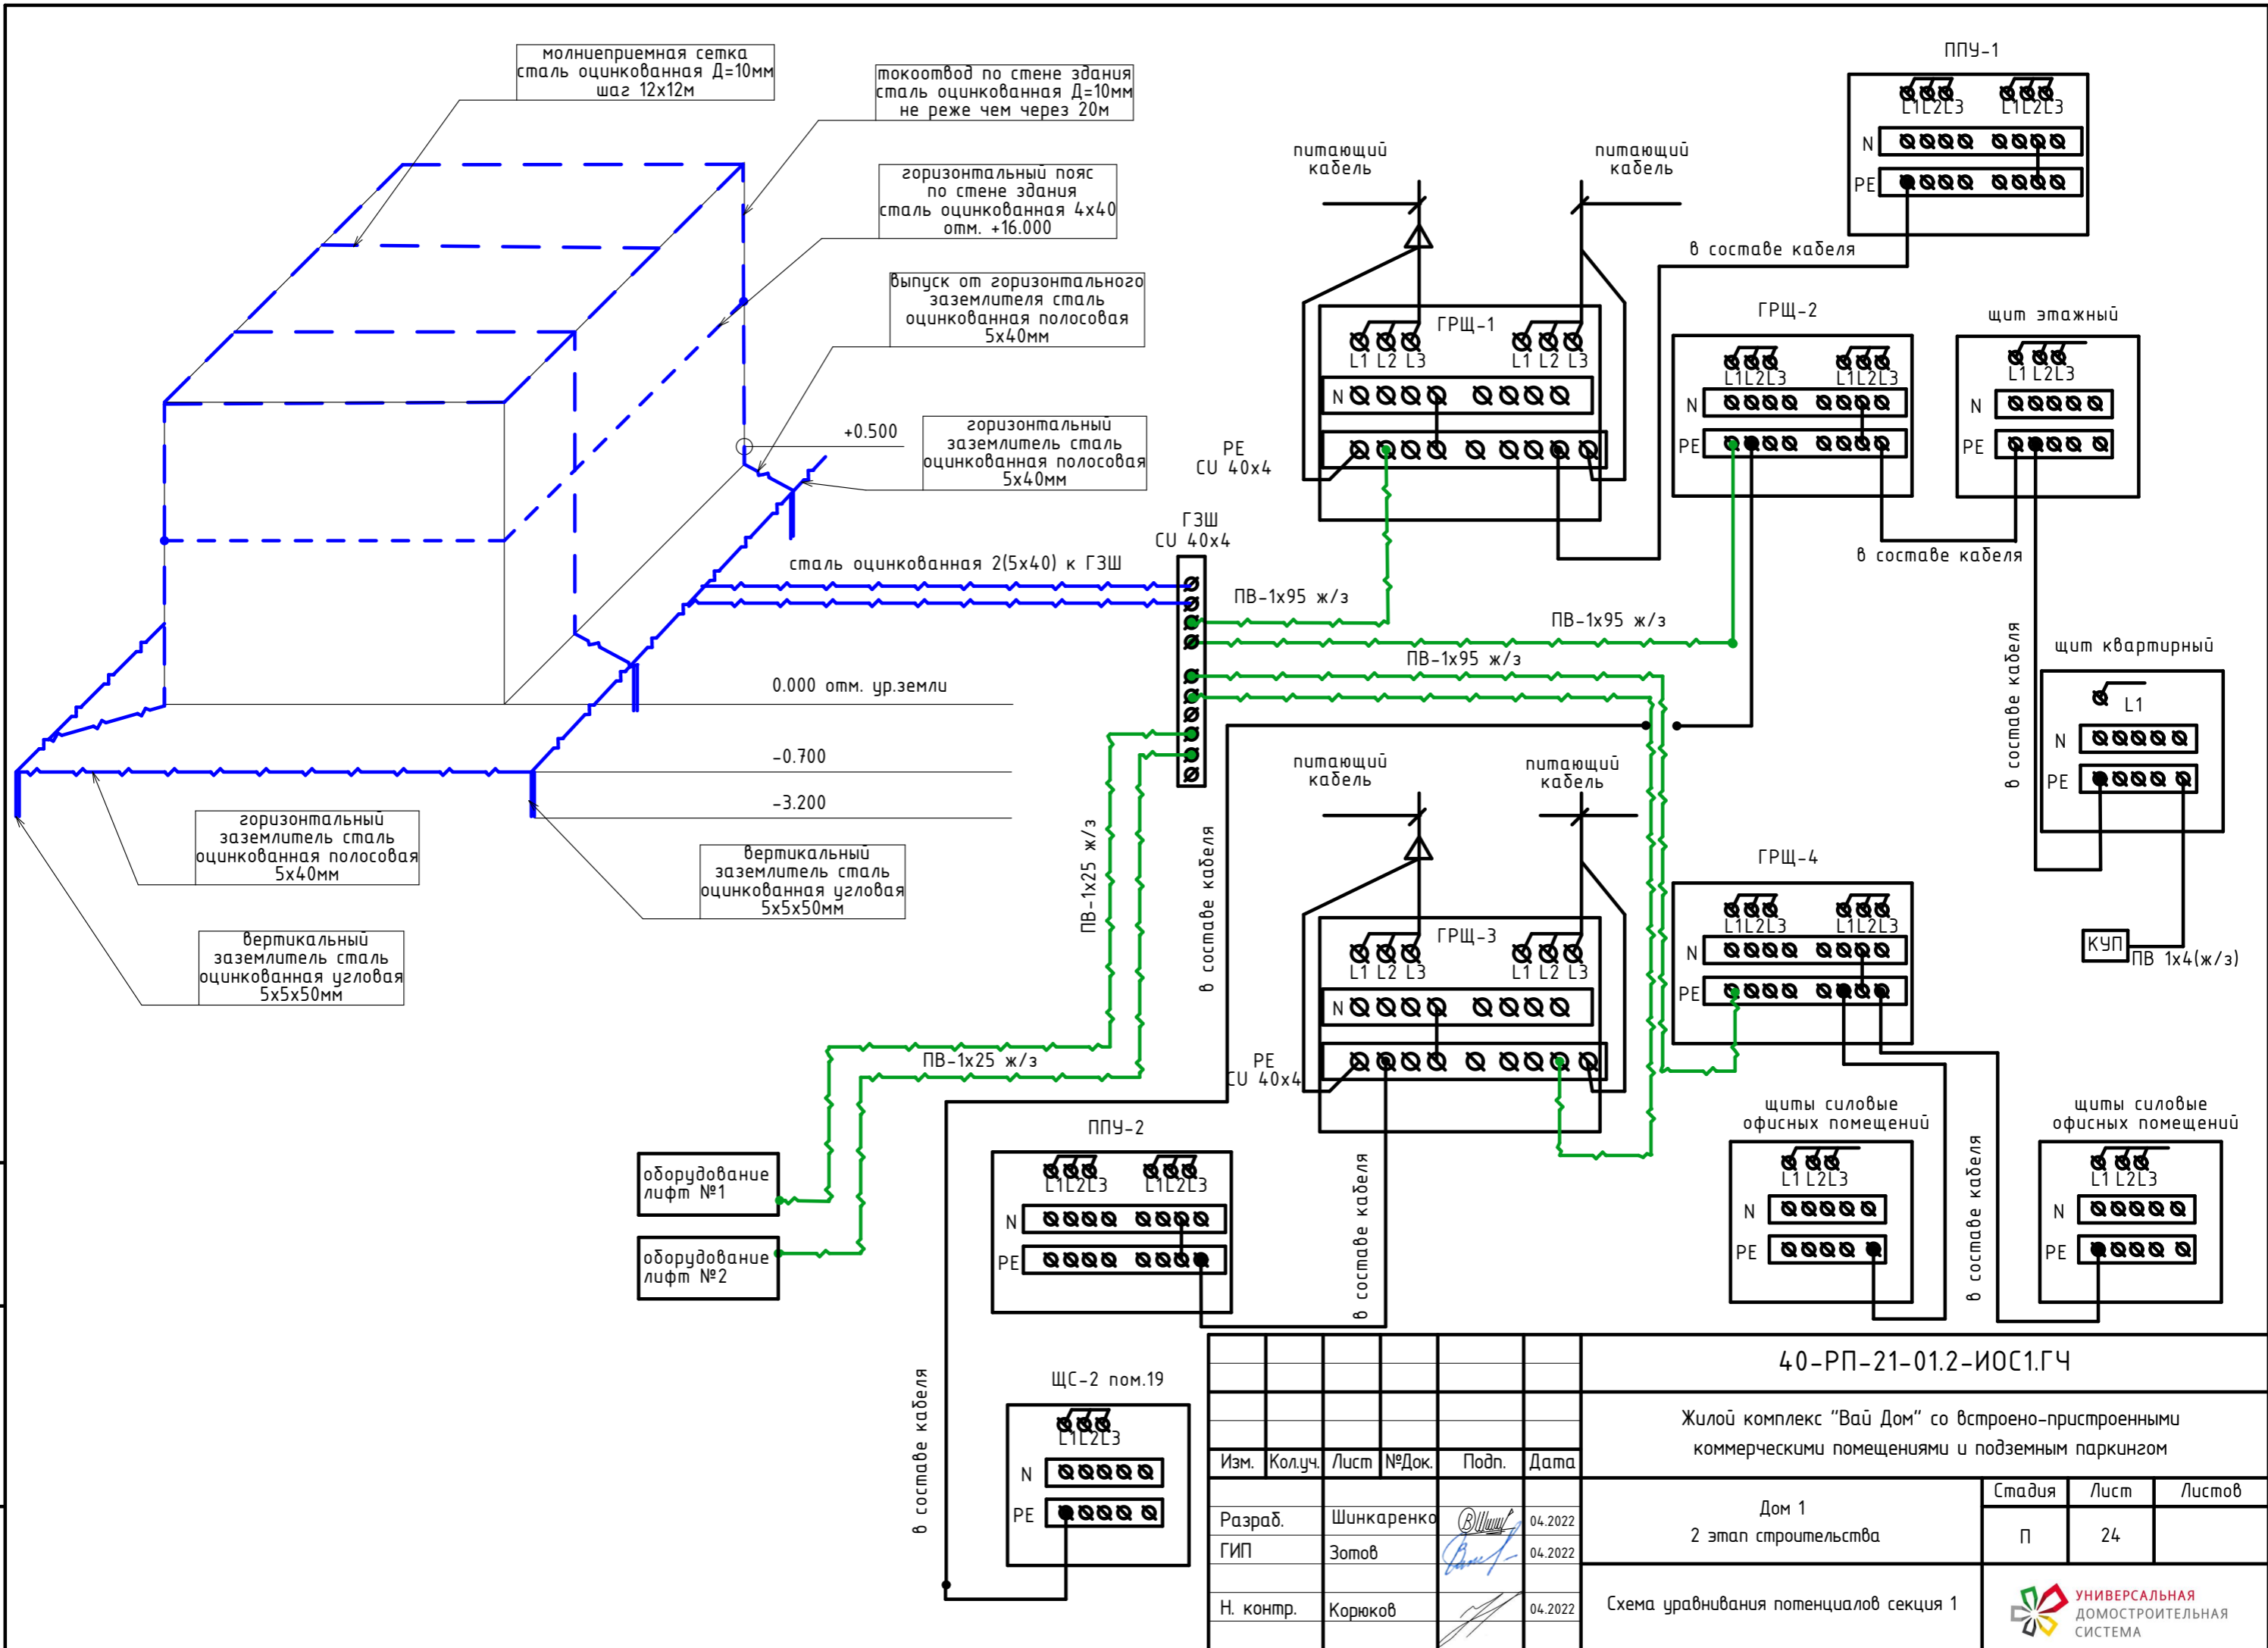 молниеприемная сетка
сталь оцинкованная Д=10мм
шаг 12х12м
токоотвод по стене здания
сталь оцинкованная Д=10мм
не реже чем через 20м
горизонтальный пояс
по стене здания
сталь оцинкованная 4х40
отм. +16.000
выпуск от горизонтального
заземлителя сталь
оцинкованная полосовая
5х40мм
+0.500
горизонтальный
заземлитель сталь
оцинкованная полосовая
5х40мм
сталь оцинкованная 2(5х40) к ГЗШ
0.000 отм. ур.земли
-0.700
-3.200
горизонтальный
заземлитель сталь
оцинкованная полосовая
5х40мм
вертикальный
заземлитель сталь
оцинкованная угловая
5х5х50мм
вертикальный
заземлитель сталь
оцинкованная угловая
5х5х50мм
ГЗШ
CU 40х4
ПВ-1х95 ж/з
ПВ-1х95 ж/з
ПВ-1х95 ж/з
ПВ-1х25 ж/з
ПВ-1х25 ж/з
в составе кабеля
питающий
кабель
питающий
кабель
ГРЩ-1
L1 L2 L3
L1 L2 L3
N
PE
CU 40х4
ППУ-1
L1L2L3
L1L2L3
N
PE
в составе кабеля
ГРЩ-2
L1L2L3
L1L2L3
N
PE
в составе кабеля
щит этажный
L1 L2L3
N
PE
в составе кабеля
щит квартирный
L1
N
PE
КУП
ПВ 1х4(ж/з)
питающий
кабель
питающий
кабель
ГРЩ-3
L1 L2 L3
L1 L2 L3
N
PE
CU 40х4
в составе кабеля
ГРЩ-4
L1L2L3
L1L2L3
N
PE
щиты силовые
офисных помещений
L1 L2L3
N
PE
в составе кабеля
щиты силовые
офисных помещений
L1 L2L3
N
PE
оборудование
лифт №1
оборудование
лифт №2
ППУ-2
L1L2L3
L1L2L3
N
PE
в составе кабеля
ЩС-2 пом.19
L1L2L3
N
PE
40-РП-21-01.2-ИОС1.ГЧ
Жилой комплекс "Вай Дом" со встроено-пристроенными
коммерческими помещениями и подземным паркингом
Изм. Кол.уч. Лист №Док. Подп. Дата
Разраб. Шинкаренко 04.2022
ГИП Зотов 04.2022
Н. контр. Корюков 04.2022
Дом 1
2 этап строительства
Стадия Лист Листов
П 24
Схема уравнивания потенциалов секция 1
УНИВЕРСАЛЬНАЯ
ДОМОСТРОИТЕЛЬНАЯ
СИСТЕМА